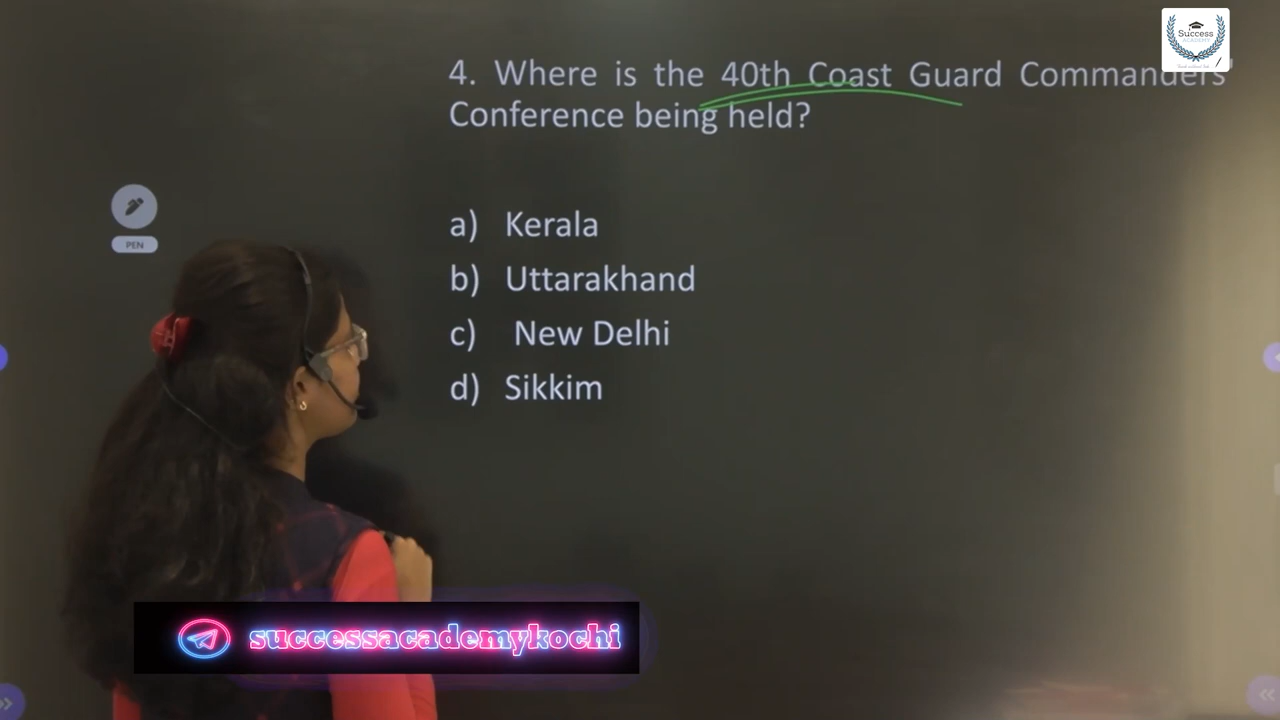 Success
ACADEMY
4. Where is the 40th Coast Guard Commanders'
Conference being held?
PEN
a) Kerala
b) Uttarakhand
c) New Delhi
d) Sikkim
successacademykochi